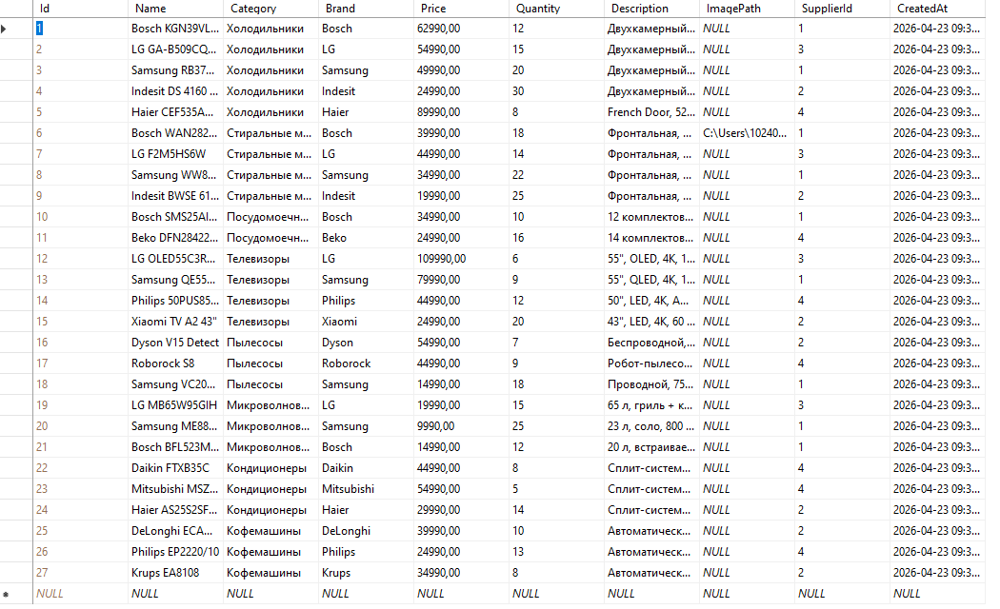 Id Name Category Brand Price Quantity Description ImagePath SupplierId CreatedAt
1 Bosch KGN39VL... Холодильники Bosch 62990,00 12 Двухкамерный... NULL 1 2026-04-23 09:3...
2 LG GA-B509CQ... Холодильники LG 54990,00 15 Двухкамерный... NULL 3 2026-04-23 09:3...
3 Samsung RB37... Холодильники Samsung 49990,00 20 Двухкамерный... NULL 1 2026-04-23 09:3...
4 Indesit DS 4160 ... Холодильники Indesit 24990,00 30 Двухкамерный... NULL 2 2026-04-23 09:3...
5 Haier CEF535A... Холодильники Haier 89990,00 8 French Door, 52... NULL 4 2026-04-23 09:3...
6 Bosch WAN282... Стиральные м... Bosch 39990,00 18 Фронтальная, ... C:\Users\10240... 1 2026-04-23 09:3...
7 LG F2M5HS6W Стиральные м... LG 44990,00 14 Фронтальная, ... NULL 3 2026-04-23 09:3...
8 Samsung WW8... Стиральные м... Samsung 34990,00 22 Фронтальная, ... NULL 1 2026-04-23 09:3...
9 Indesit BWSE 61... Стиральные м... Indesit 19990,00 25 Фронтальная, ... NULL 2 2026-04-23 09:3...
10 Bosch SMS25AI... Посудомоечн... Bosch 34990,00 10 12 комплектов... NULL 1 2026-04-23 09:3...
11 Beko DFN28422... Посудомоечн... Beko 24990,00 16 14 комплектов... NULL 4 2026-04-23 09:3...
12 LG OLED55C3R... Телевизоры LG 109990,00 6 55", OLED, 4K, 1... NULL 3 2026-04-23 09:3...
13 Samsung QE55... Телевизоры Samsung 79990,00 9 55", QLED, 4K, 1... NULL 1 2026-04-23 09:3...
14 Philips 50PUS85... Телевизоры Philips 44990,00 12 50", LED, 4K, A... NULL 4 2026-04-23 09:3...
15 Xiaomi TV A2 43" Телевизоры Xiaomi 24990,00 20 43", LED, 4K, 60 ... NULL 2 2026-04-23 09:3...
16 Dyson V15 Detect Пылесосы Dyson 54990,00 7 Беспроводной,... NULL 2 2026-04-23 09:3...
17 Roborock S8 Пылесосы Roborock 44990,00 9 Робот-пылесо... NULL 4 2026-04-23 09:3...
18 Samsung VC20... Пылесосы Samsung 14990,00 18 Проводной, 75... NULL 1 2026-04-23 09:3...
19 LG MB65W95GIH Микроволнов... LG 19990,00 15 65 л, гриль + к... NULL 3 2026-04-23 09:3...
20 Samsung ME88... Микроволнов... Samsung 9990,00 25 23 л, соло, 800 ... NULL 1 2026-04-23 09:3...
21 Bosch BFL523M... Микроволнов... Bosch 14990,00 12 20 л, встраивае... NULL 1 2026-04-23 09:3...
22 Daikin FTXB35C Кондиционеры Daikin 44990,00 8 Сплит-систем... NULL 4 2026-04-23 09:3...
23 Mitsubishi MSZ... Кондиционеры Mitsubishi 54990,00 5 Сплит-систем... NULL 4 2026-04-23 09:3...
24 Haier AS25S2SF... Кондиционеры Haier 29990,00 14 Сплит-систем... NULL 2 2026-04-23 09:3...
25 DeLonghi ECA... Кофемашины DeLonghi 39990,00 10 Автоматическ... NULL 2 2026-04-23 09:3...
26 Philips EP2220/10 Кофемашины Philips 24990,00 13 Автоматическ... NULL 4 2026-04-23 09:3...
27 Krups EA8108 Кофемашины Krups 34990,00 8 Автоматическ... NULL 2 2026-04-23 09:3...
NULL NULL NULL NULL NULL NULL NULL NULL NULL NULL